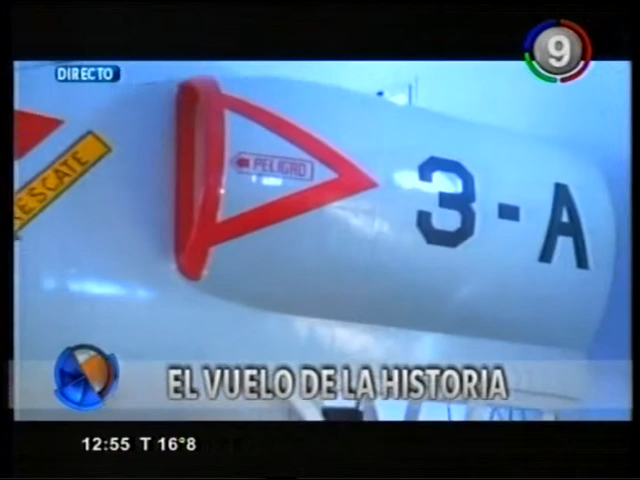 DIRECTO
9
RESCATE
PELIGRO
3-A
EL VUELO DE LA HISTORIA
12:55 T 16°8